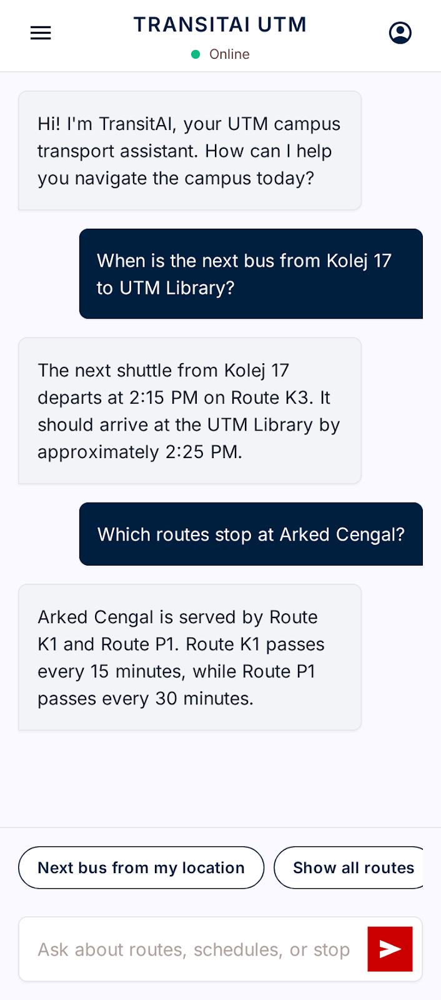 TRANSITAI UTM
Online
Hi! I'm TransitAI, your UTM campus
transport assistant. How can I help
you navigate the campus today?
When is the next bus from Kolej 17
to UTM Library?
The next shuttle from Kolej 17
departs at 2:15 PM on Route K3. It
should arrive at the UTM Library by
approximately 2:25 PM.
Which routes stop at Arked Cengal?
Arked Cengal is served by Route
K1 and Route P1. Route K1 passes
every 15 minutes, while Route P1
passes every 30 minutes.
Next bus from my location
Show all routes
Ask about routes, schedules, or stop